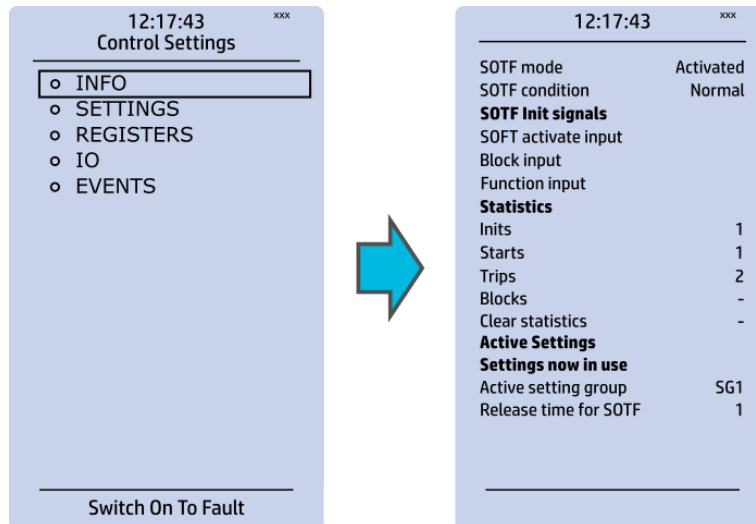 12:17:43 xxx
Control Settings
INFO
SETTINGS
REGISTERS
IO
EVENTS
Switch On To Fault
12:17:43 xxx
SOTF mode Activated
SOTF condition Normal
SOTF Init signals
SOFT activate input
Block input
Function input
Statistics
Inits 1
Starts 1
Trips 2
Blocks -
Clear statistics -
Active Settings
Settings now in use
Active setting group SG1
Release time for SOTF 1